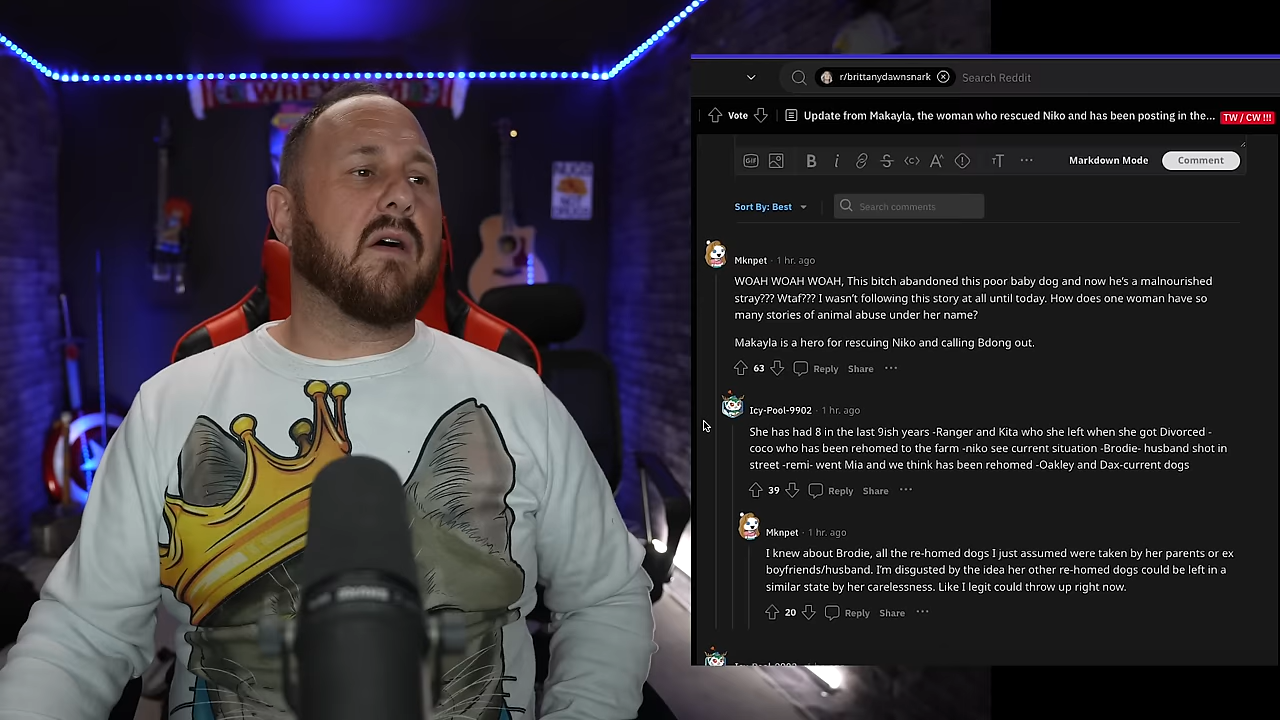 WREXHAM
r/brittanydawnsnark
Search Reddit
Vote
Update from Makayla, the woman who rescued Niko and has been posting in the...
TW / CW !!!
GIF
B i T
Markdown Mode
Comment
Sort By: Best
Search comments
Mknpet · 1 hr. ago
WOAH WOAH WOAH, This bitch abandoned this poor baby dog and now he's a malnourished
stray??? Wtaf??? I wasn't following this story at all until today. How does one woman have so
many stories of animal abuse under her name?
Makayla is a hero for rescuing Niko and calling Bdong out.
63 Reply Share ...
Icy-Pool-9902 · 1 hr. ago
She has had 8 in the last 9ish years -Ranger and Kita who she left when she got Divorced -
coco who has been rehomed to the farm -niko see current situation -Brodie- husband shot in
street -remi- went Mia and we think has been rehomed -Oakley and Dax-current dogs
39 Reply Share ...
Mknpet · 1 hr. ago
I knew about Brodie, all the re-homed dogs I just assumed were taken by her parents or ex
boyfriends/husband. I'm disgusted by the idea her other re-homed dogs could be left in a
similar state by her carelessness. Like I legit could throw up right now.
20 Reply Share ...